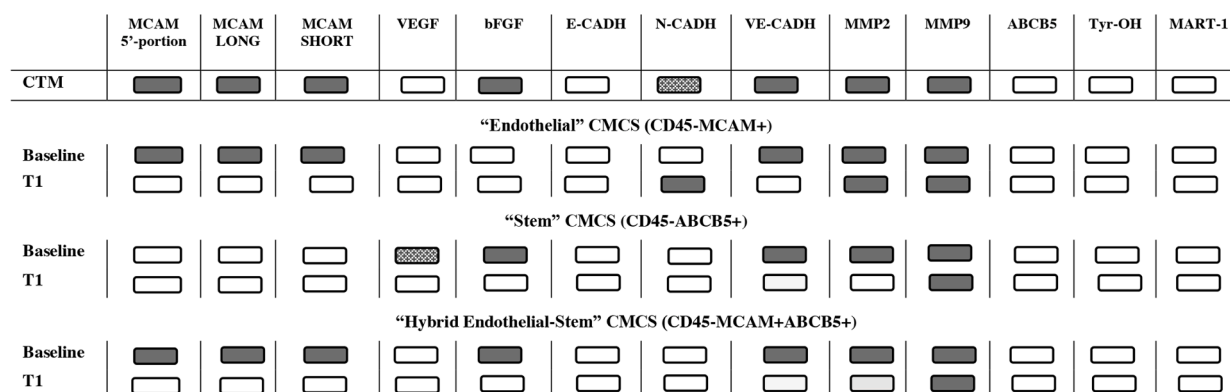 MCAM 5'-portion MCAM LONG MCAM SHORT VEGF bFGF E-CADH N-CADH VE-CADH MMP2 MMP9 ABCB5 Tyr-OH MART-1
CTM
“Endothelial” CMCS (CD45-MCAM+)
Baseline
T1
“Stem” CMCS (CD45-ABCB5+)
Baseline
T1
“Hybrid Endothelial-Stem” CMCS (CD45-MCAM+ABCB5+)
Baseline
T1